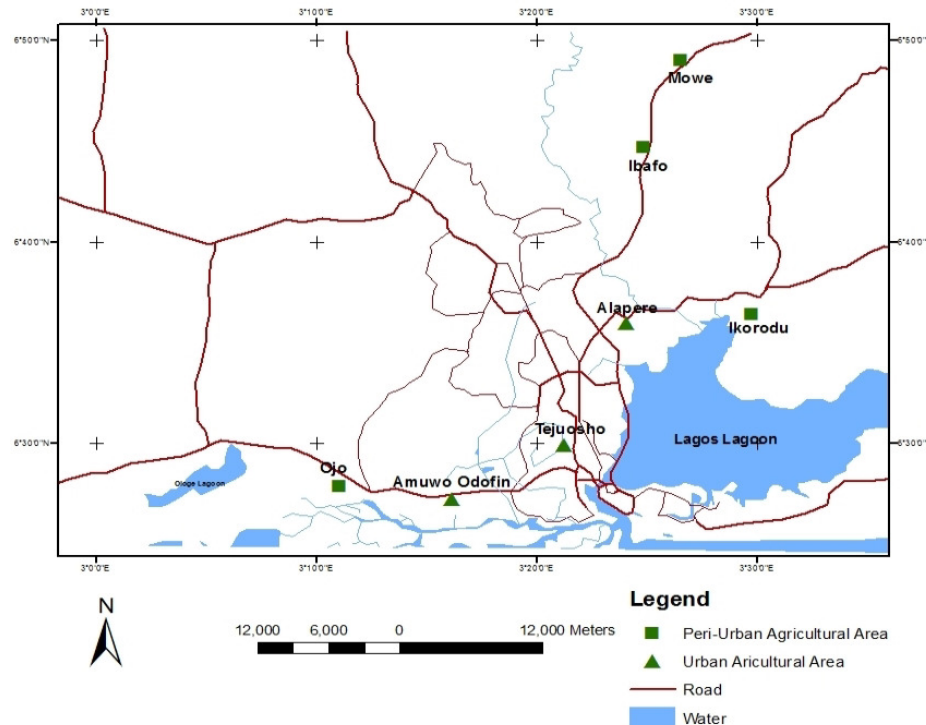 3°0'0"E 3°10'0"E 3°20'0"E 3°30'0"E
6°50'0"N 6°50'0"N
Mowe
Ibafo
6°40'0"N 6°40'0"N
Alapere
Ikorodu
Tejuosho
Lagos Lagoon
6°30'0"N 6°30'0"N
Ojo
Amuwo Odofin
Ologe Lagoon
3°0'0"E 3°10'0"E 3°20'0"E 3°30'0"E
N
12,000 6,000 0 12,000 Meters
Legend
Peri-Urban Agricultural Area
Urban Aricultural Area
Road
Water